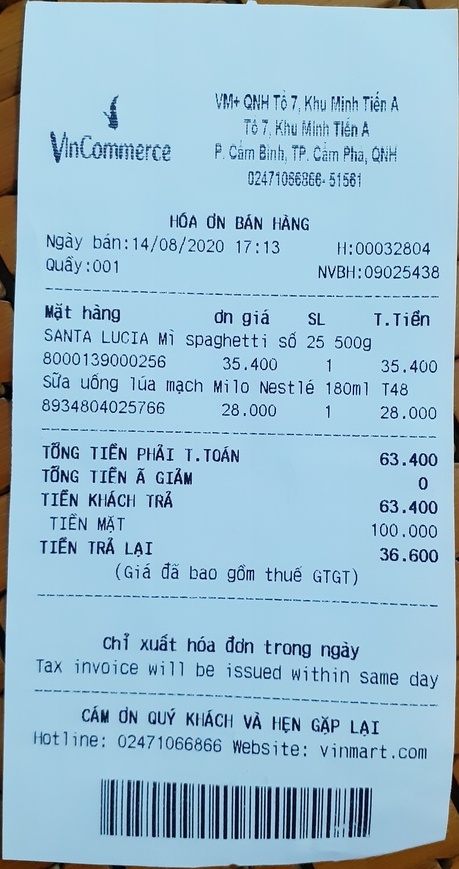 VinCommerce
VM+ QNH Tổ 7, Khu Minh Tiến A
Tổ 7, Khu Minh Tiến A
P. Cẩm Bình, TP. Cẩm Phả, QNH
02471066866-51561
HÓA ƠN BÁN HÀNG
Ngày bán:14/08/2020 17:13 H:00032804
Quầy:001 NVBH:09025438
Mặt hàng ơn giá SL T.Tiền
SANTA LUCIA Mì spaghetti số 25 500g
8000139000256 35.400 1 35.400
Sữa uống lúa mạch Milo Nestlé 180ml T48
8934804025766 28.000 1 28.000
TỔNG TIỀN PHẢI T.TOÁN 63.400
TỔNG TIỀN Ã GIẢM 0
TIỀN KHÁCH TRẢ 63.400
TIỀN MẶT 100.000
TIỀN TRẢ LẠI 36.600
(Giá đã bao gồm thuế GTGT)
Chỉ xuất hóa đơn trong ngày
Tax invoice will be issued within same day
CÁM ƠN QUÝ KHÁCH VÀ HẸN GẶP LẠI
Hotline: 02471066866 Website: vinmart.com